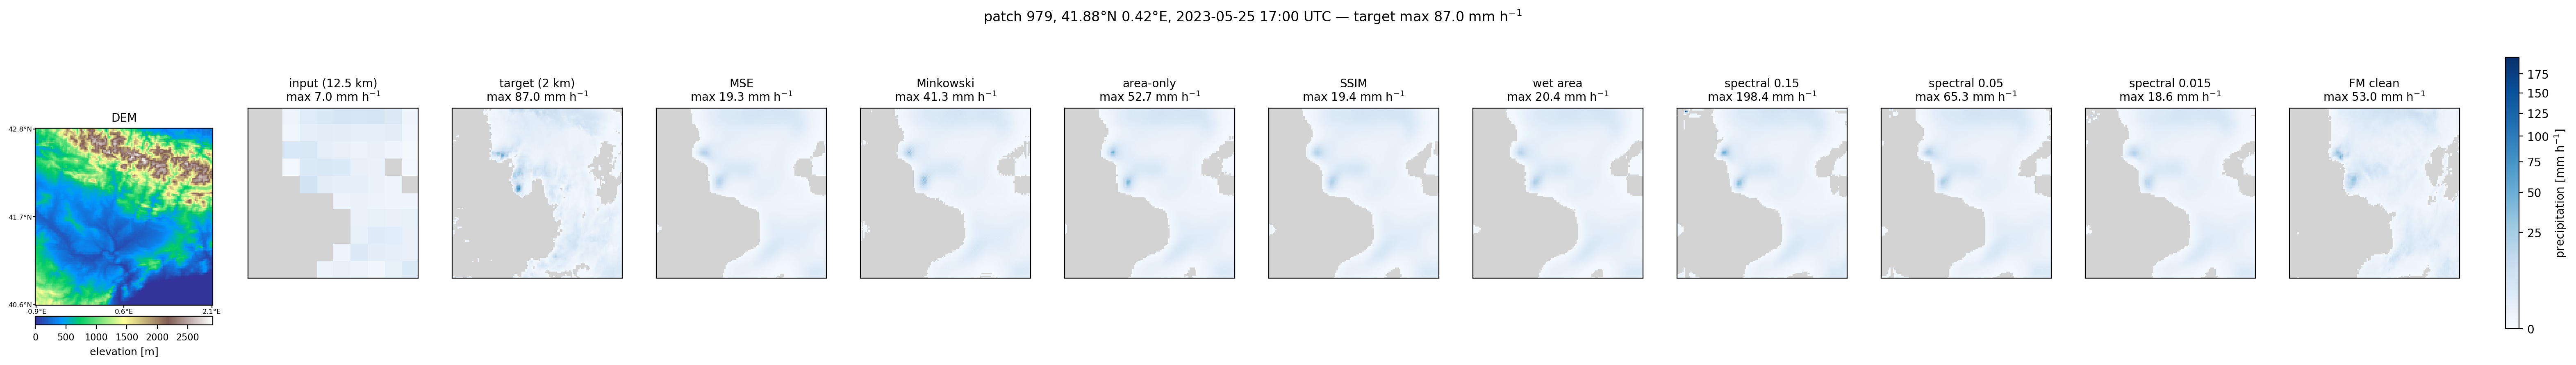 patch 979, 41.88°N 0.42°E, 2023-05-25 17:00 UTC — target max 87.0 mm h⁻¹
DEM
42.8°N
41.7°N
40.6°N
-0.9°E 0.6°E 2.1°E
0 500 1000 1500 2000 2500
elevation [m]
input (12.5 km)
max 7.0 mm h⁻¹
target (2 km)
max 87.0 mm h⁻¹
MSE
max 19.3 mm h⁻¹
Minkowski
max 41.3 mm h⁻¹
area-only
max 52.7 mm h⁻¹
SSIM
max 19.4 mm h⁻¹
wet area
max 20.4 mm h⁻¹
spectral 0.15
max 198.4 mm h⁻¹
spectral 0.05
max 65.3 mm h⁻¹
spectral 0.015
max 18.6 mm h⁻¹
FM clean
max 53.0 mm h⁻¹
175
150
125
100
75
50
25
0
precipitation [mm h⁻¹]